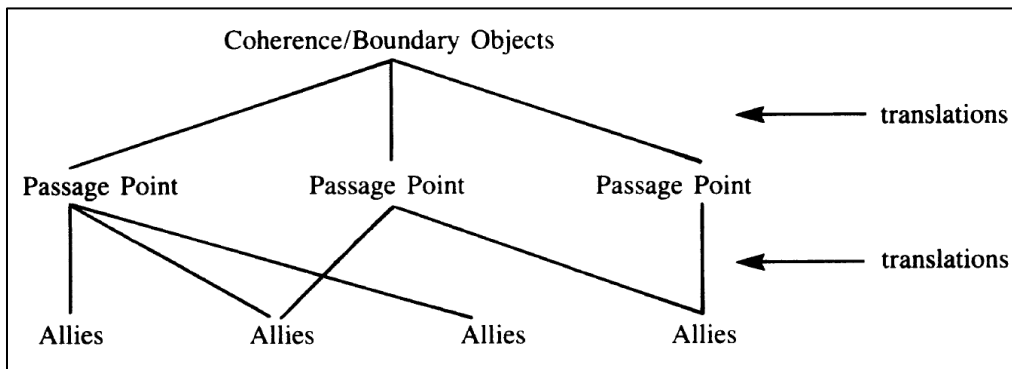 Coherence/Boundary Objects
translations
Passage Point Passage Point Passage Point
translations
Allies Allies Allies Allies